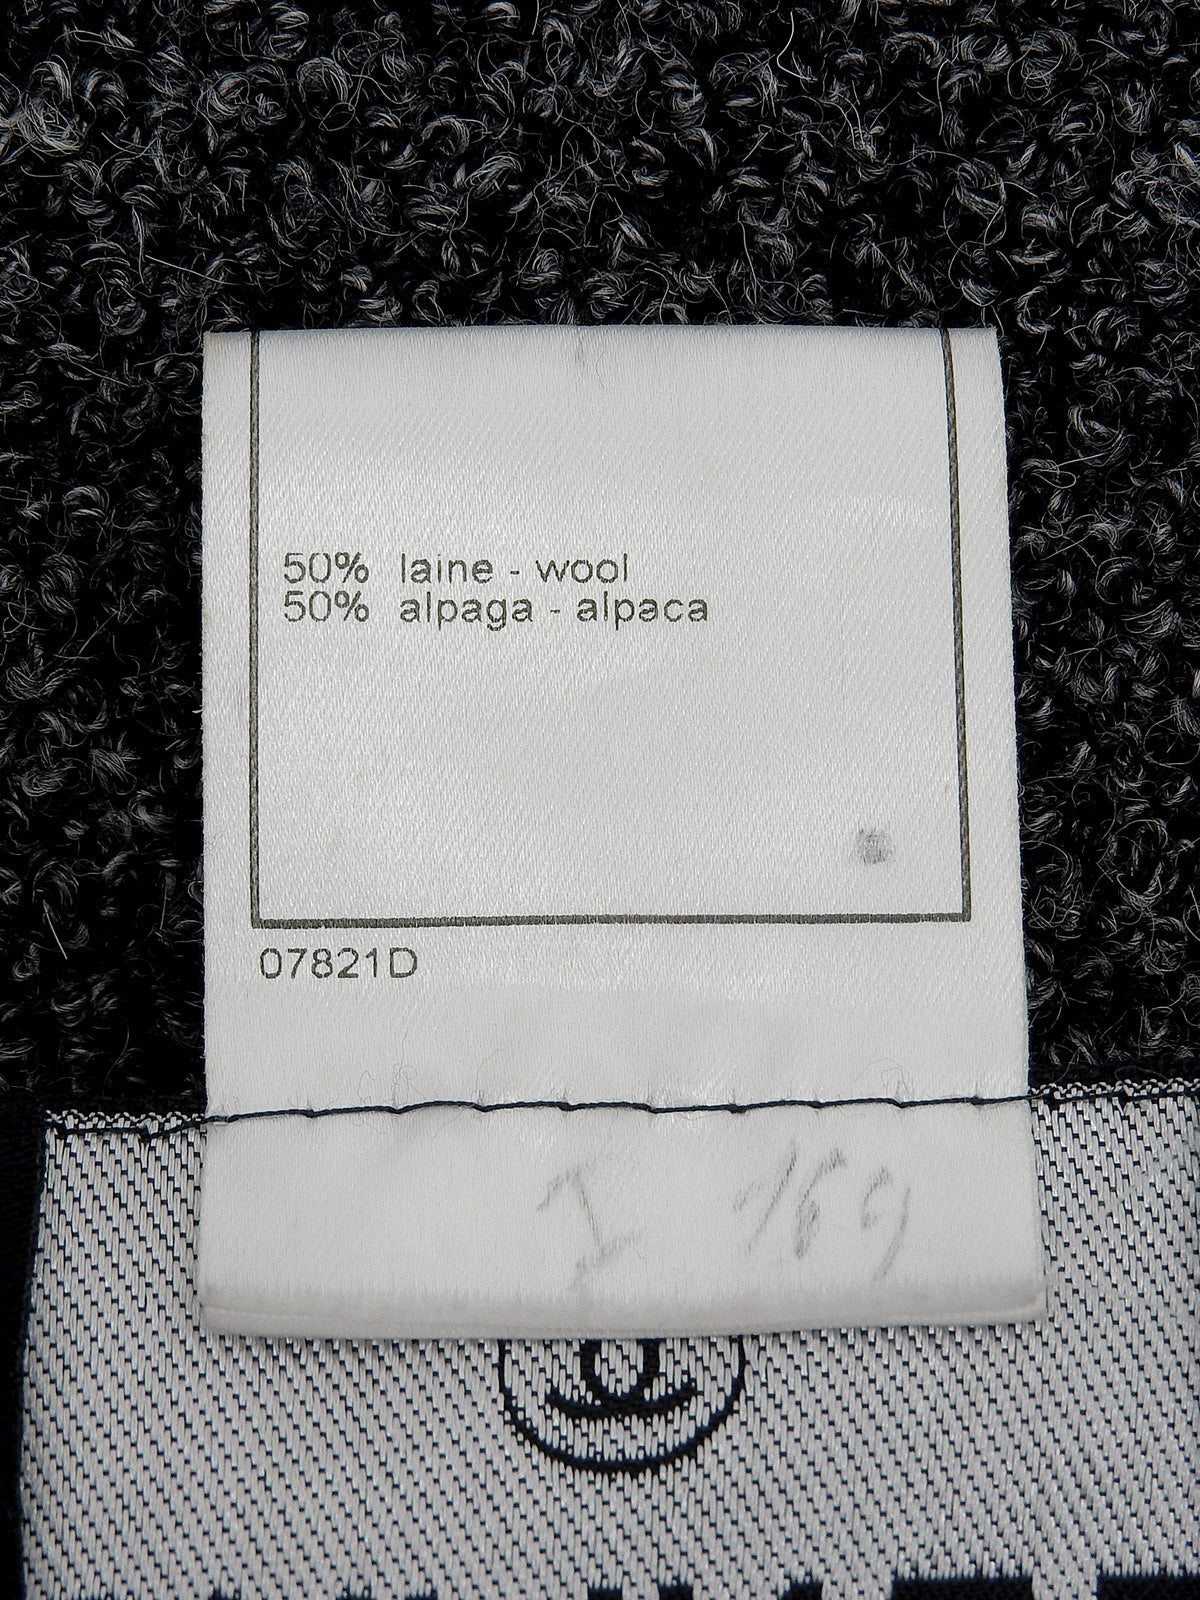 50% laine - wool
50% alpaga - alpaca
07821D